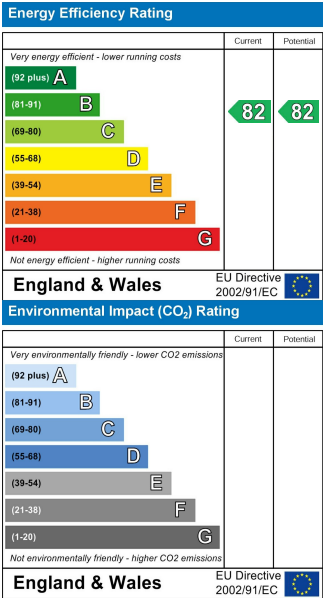 Energy Efficiency Rating
Current Potential
Very energy efficient - lower running costs
(92 plus) A
(81-91) B 82 82
(69-80) C
(55-68) D
(39-54) E
(21-38) F
(1-20) G
Not energy efficient - higher running costs
England & Wales EU Directive 2002/91/EC
Environmental Impact (CO₂) Rating
Current Potential
Very environmentally friendly - lower CO2 emissions
(92 plus) A
(81-91) B
(69-80) C
(55-68) D
(39-54) E
(21-38) F
(1-20) G
Not environmentally friendly - higher CO2 emissions
England & Wales EU Directive 2002/91/EC